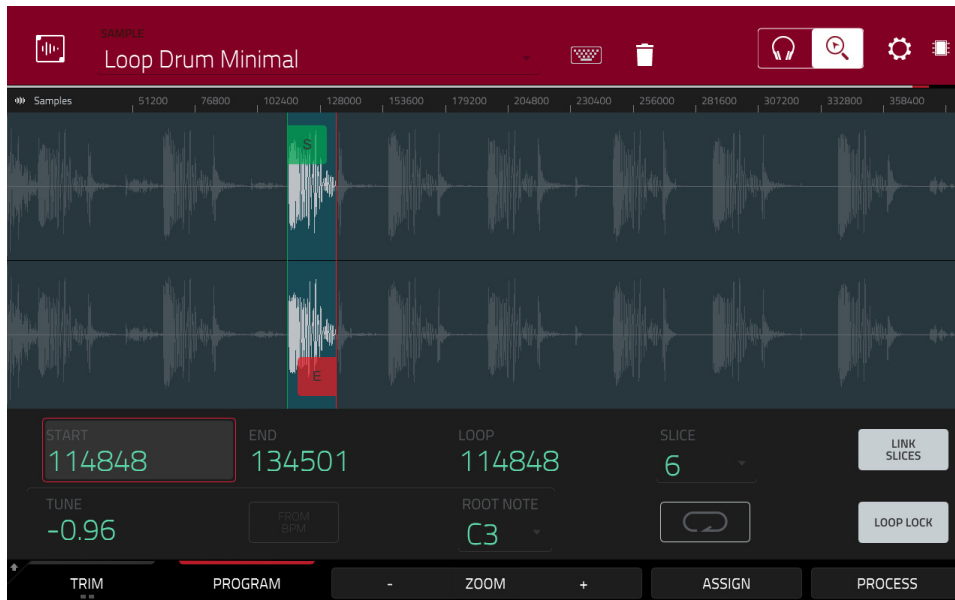 SAMPLE
Loop Drum Minimal
Samples 51200 76800 102400 128000 153600 179200 204800 230400 256000 281600 307200 332800 358400
S
E
START END LOOP SLICE
114848 134501 114848 6
LINK
SLICES
TUNE FROM
BPM ROOT NOTE
-0.96 C3
LOOP LOCK
TRIM PROGRAM - ZOOM + ASSIGN PROCESS